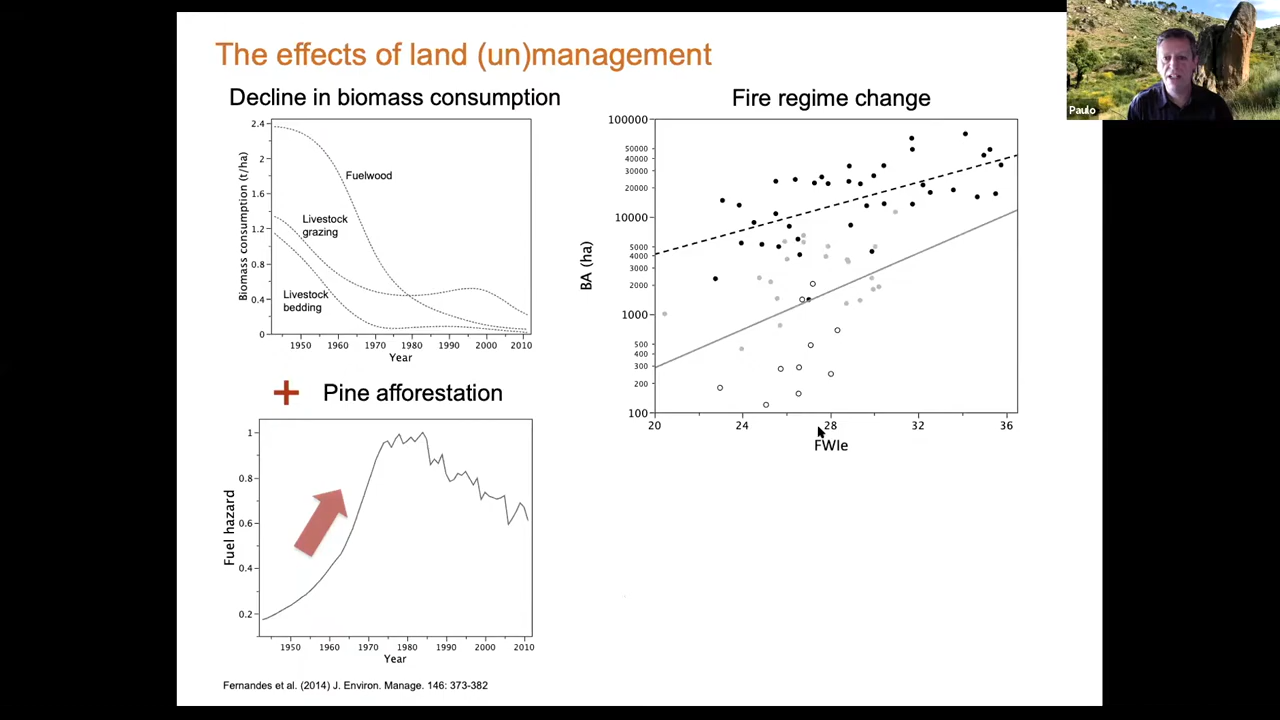 The effects of land (un)management
Paulo
Decline in biomass consumption
Biomass consumption (t/ha)
2.4
2
1.6
1.2
0.8
0.4
0
Fuelwood
Livestock
grazing
Livestock
bedding
1950 1960 1970 1980 1990 2000 2010
Year
Fire regime change
BA (ha)
100000
50000
40000
30000
20000
10000
5000
4000
3000
2000
1000
500
400
300
200
100
20 24 28 32 36
FWIe
+ Pine afforestation
Fuel hazard
1
0.8
0.6
0.4
0.2
1950 1960 1970 1980 1990 2000 2010
Year
Fernandes et al. (2014) J. Environ. Manage. 146: 373-382